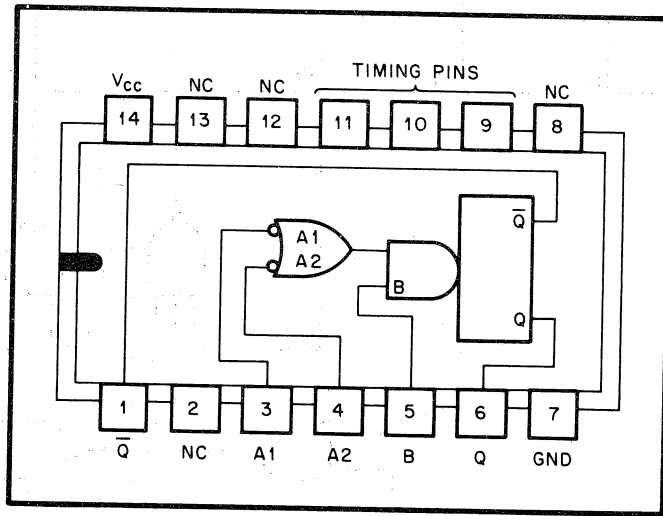 TIMING PINS
VCC NC NC NC
14 13 12 11 10 9 8
Q̅
A1
A2
B
Q
1 2 3 4 5 6 7
Q̅ NC A1 A2 B Q GND